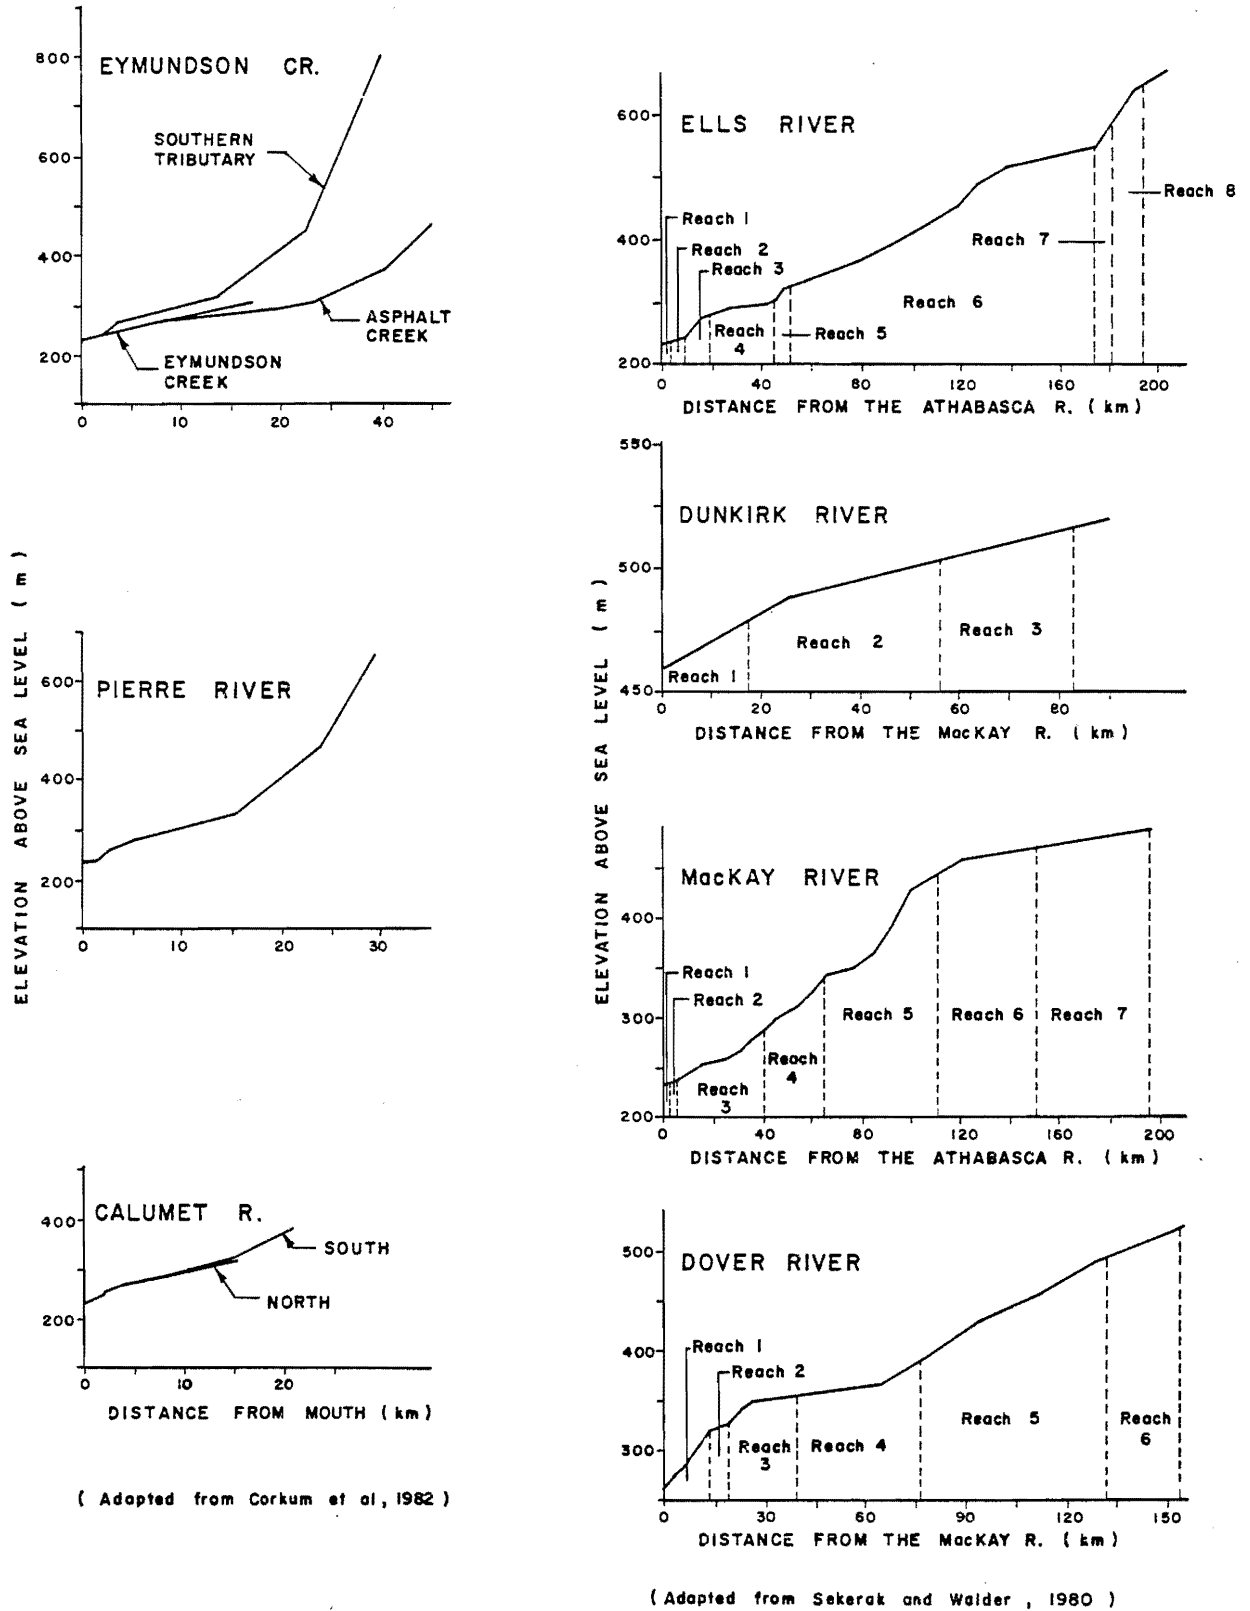 EYMUNDSON CR.
800
600
400
200
SOUTHERN
TRIBUTARY
ASPHALT
CREEK
EYMUNDSON
CREEK
0 10 20 40
PIERRE RIVER
600
400
200
0 10 20 30
CALUMET R.
400
200
SOUTH
NORTH
0 10 20
DISTANCE FROM MOUTH (km)
( Adapted from Corkum et al, 1982 )
ELEVATION ABOVE SEA LEVEL ( m )
ELLS RIVER
600
400
300
200
Reach 1
Reach 2
Reach 3
Reach
4
Reach 5
Reach 6
Reach 7
Reach 8
0 40 80 120 160 200
DISTANCE FROM THE ATHABASCA R. ( km )
DUNKIRK RIVER
550
500
450
Reach 1
Reach 2
Reach 3
0 20 40 60 80
DISTANCE FROM THE MacKAY R. ( km )
ELEVATION ABOVE SEA LEVEL ( m )
MacKAY RIVER
400
300
200
Reach 1
Reach 2
Reach
3
Reach
4
Reach 5
Reach 6
Reach 7
0 40 80 120 160 200
DISTANCE FROM THE ATHABASCA R. ( km )
DOVER RIVER
500
400
300
Reach 1
Reach 2
Reach
3
Reach 4
Reach 5
Reach
6
0 30 60 90 120 150
DISTANCE FROM THE MacKAY R. ( km )
( Adapted from Sekerak and Walder , 1980 )